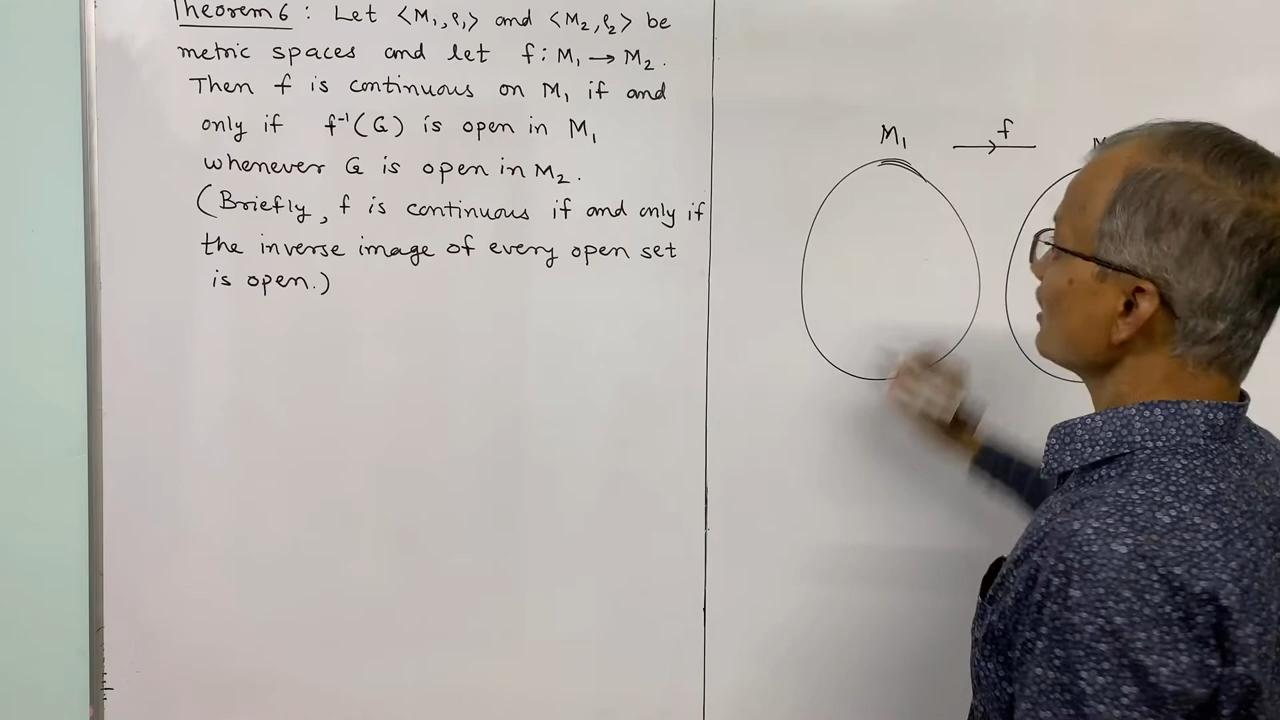 Theorem 6 : Let <M₁, ρ₁> and <M₂, ρ₂> be
metric spaces and let f : M₁ → M₂.
Then f is continuous on M₁ if and
only if f⁻¹(G) is open in M₁
whenever G is open in M₂.
(Briefly, f is continuous if and only if
the inverse image of every open set
is open.)
M₁ → f